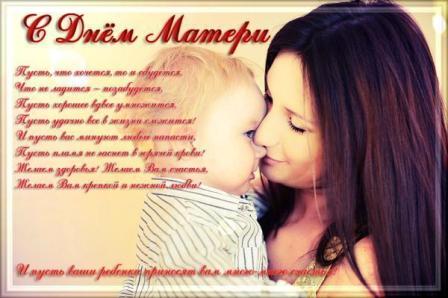 С Днём Матери
Пусть, что хочется, то и сбудется,
Что не ладится – позабудется,
Пусть хорошее вдвое умножится,
Пусть удачно все в жизни сложится!
И пусть вас минуют любые напасти,
Пусть пламя не гаснет в горячей крови!
Желаем здоровья! Желаем Вам счастья,
Желаем Вам крепкой и нежной любви!
И пусть ваши ребенки приносят вам много-много счастья!